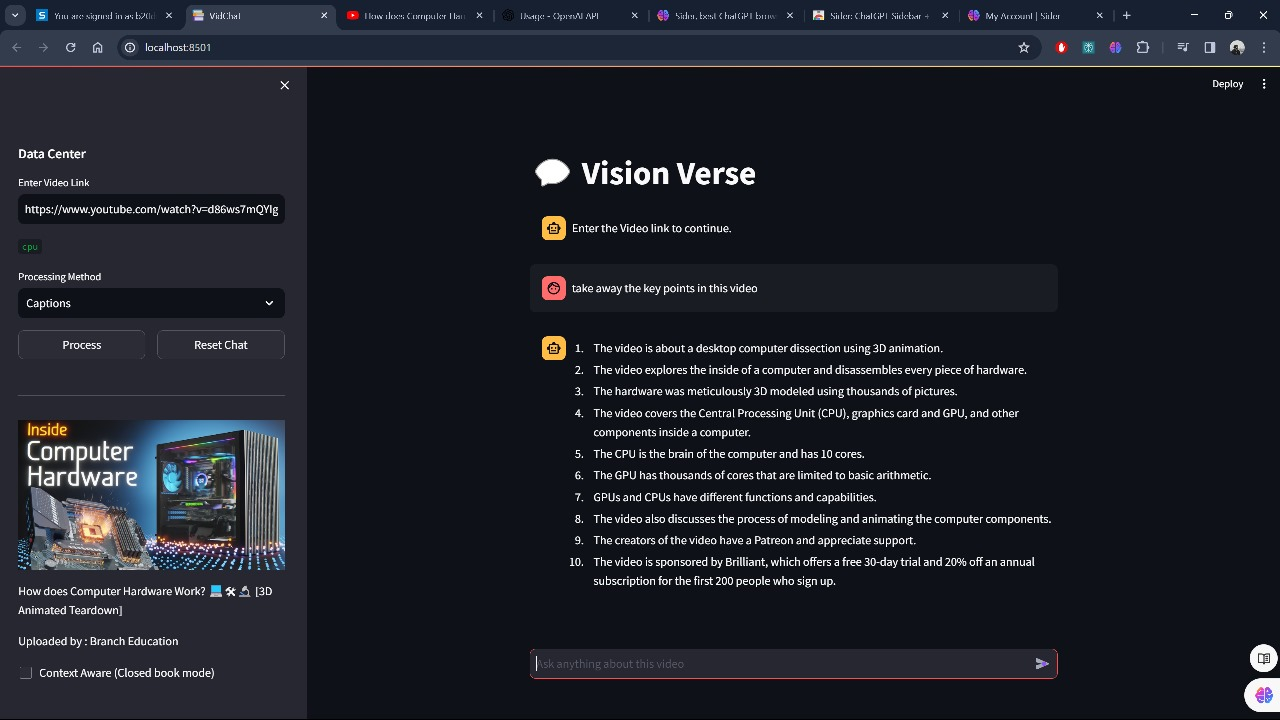 You are signed in as b20d
VidChat
How does Computer Har
Usage - OpenAI API
Sider, best ChatGPT brow
Sider: ChatGPT Sidebar +
My Account | Sider
localhost:8501
Deploy
Data Center
Enter Video Link
https://www.youtube.com/watch?v=d86ws7mQYIg
cpu
Processing Method
Captions
Process
Reset Chat
Inside
Computer
Hardware
How does Computer Hardware Work? 💻🛠🔬 [3D
Animated Teardown]
Uploaded by : Branch Education
Context Aware (Closed book mode)
💬 Vision Verse
Enter the Video link to continue.
take away the key points in this video
1. The video is about a desktop computer dissection using 3D animation.
2. The video explores the inside of a computer and disassembles every piece of hardware.
3. The hardware was meticulously 3D modeled using thousands of pictures.
4. The video covers the Central Processing Unit (CPU), graphics card and GPU, and other
components inside a computer.
5. The CPU is the brain of the computer and has 10 cores.
6. The GPU has thousands of cores that are limited to basic arithmetic.
7. GPUs and CPUs have different functions and capabilities.
8. The video also discusses the process of modeling and animating the computer components.
9. The creators of the video have a Patreon and appreciate support.
10. The video is sponsored by Brilliant, which offers a free 30-day trial and 20% off an annual
subscription for the first 200 people who sign up.
Ask anything about this video